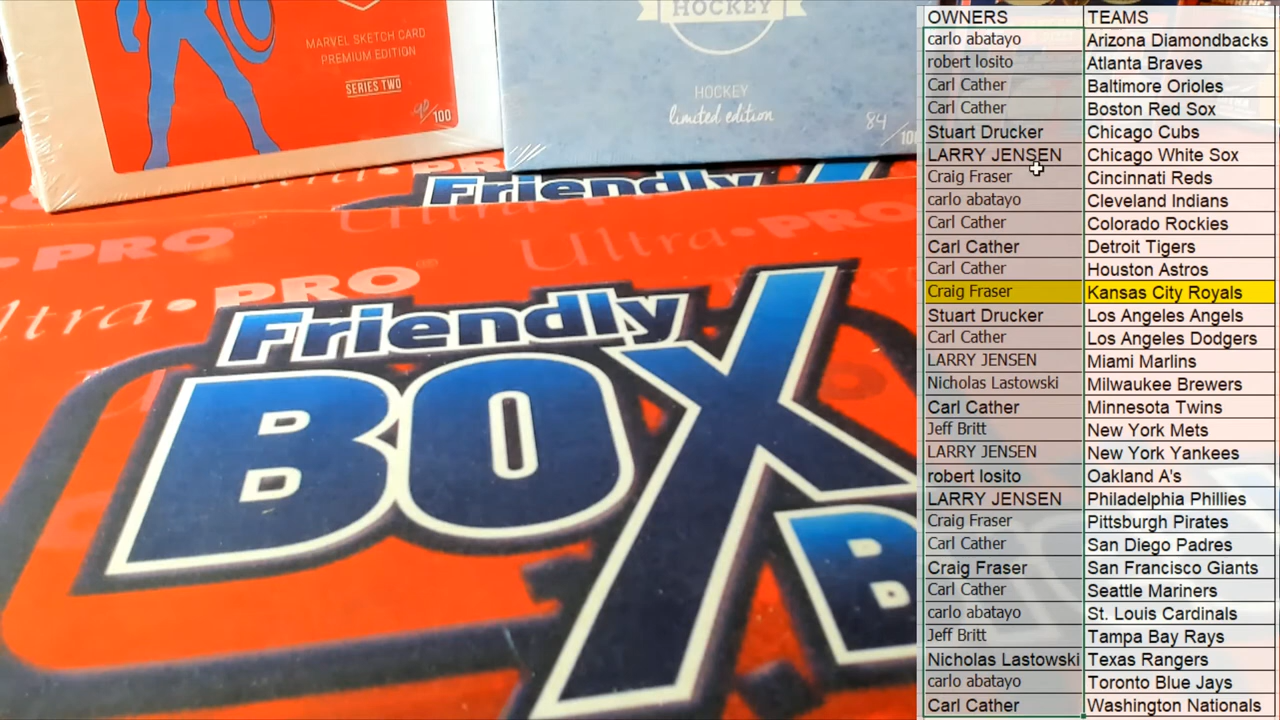 MARVEL SKETCH CARD
PREMIUM EDITION
SERIES TWO
90/100
HOCKEY
HOCKEY
limited edition
84/100
Friendly
PRO
Ultra PRO
PRO
Ultra PRO
Friendly
BOX
B
OWNERS TEAMS
carlo abatayo Arizona Diamondbacks
robert losito Atlanta Braves
Carl Cather Baltimore Orioles
Carl Cather Boston Red Sox
Stuart Drucker Chicago Cubs
LARRY JENSEN Chicago White Sox
Craig Fraser Cincinnati Reds
carlo abatayo Cleveland Indians
Carl Cather Colorado Rockies
Carl Cather Detroit Tigers
Carl Cather Houston Astros
Craig Fraser Kansas City Royals
Stuart Drucker Los Angeles Angels
Carl Cather Los Angeles Dodgers
LARRY JENSEN Miami Marlins
Nicholas Lastowski Milwaukee Brewers
Carl Cather Minnesota Twins
Jeff Britt New York Mets
LARRY JENSEN New York Yankees
robert losito Oakland A's
LARRY JENSEN Philadelphia Phillies
Craig Fraser Pittsburgh Pirates
Carl Cather San Diego Padres
Craig Fraser San Francisco Giants
Carl Cather Seattle Mariners
carlo abatayo St. Louis Cardinals
Jeff Britt Tampa Bay Rays
Nicholas Lastowski Texas Rangers
carlo abatayo Toronto Blue Jays
Carl Cather Washington Nationals